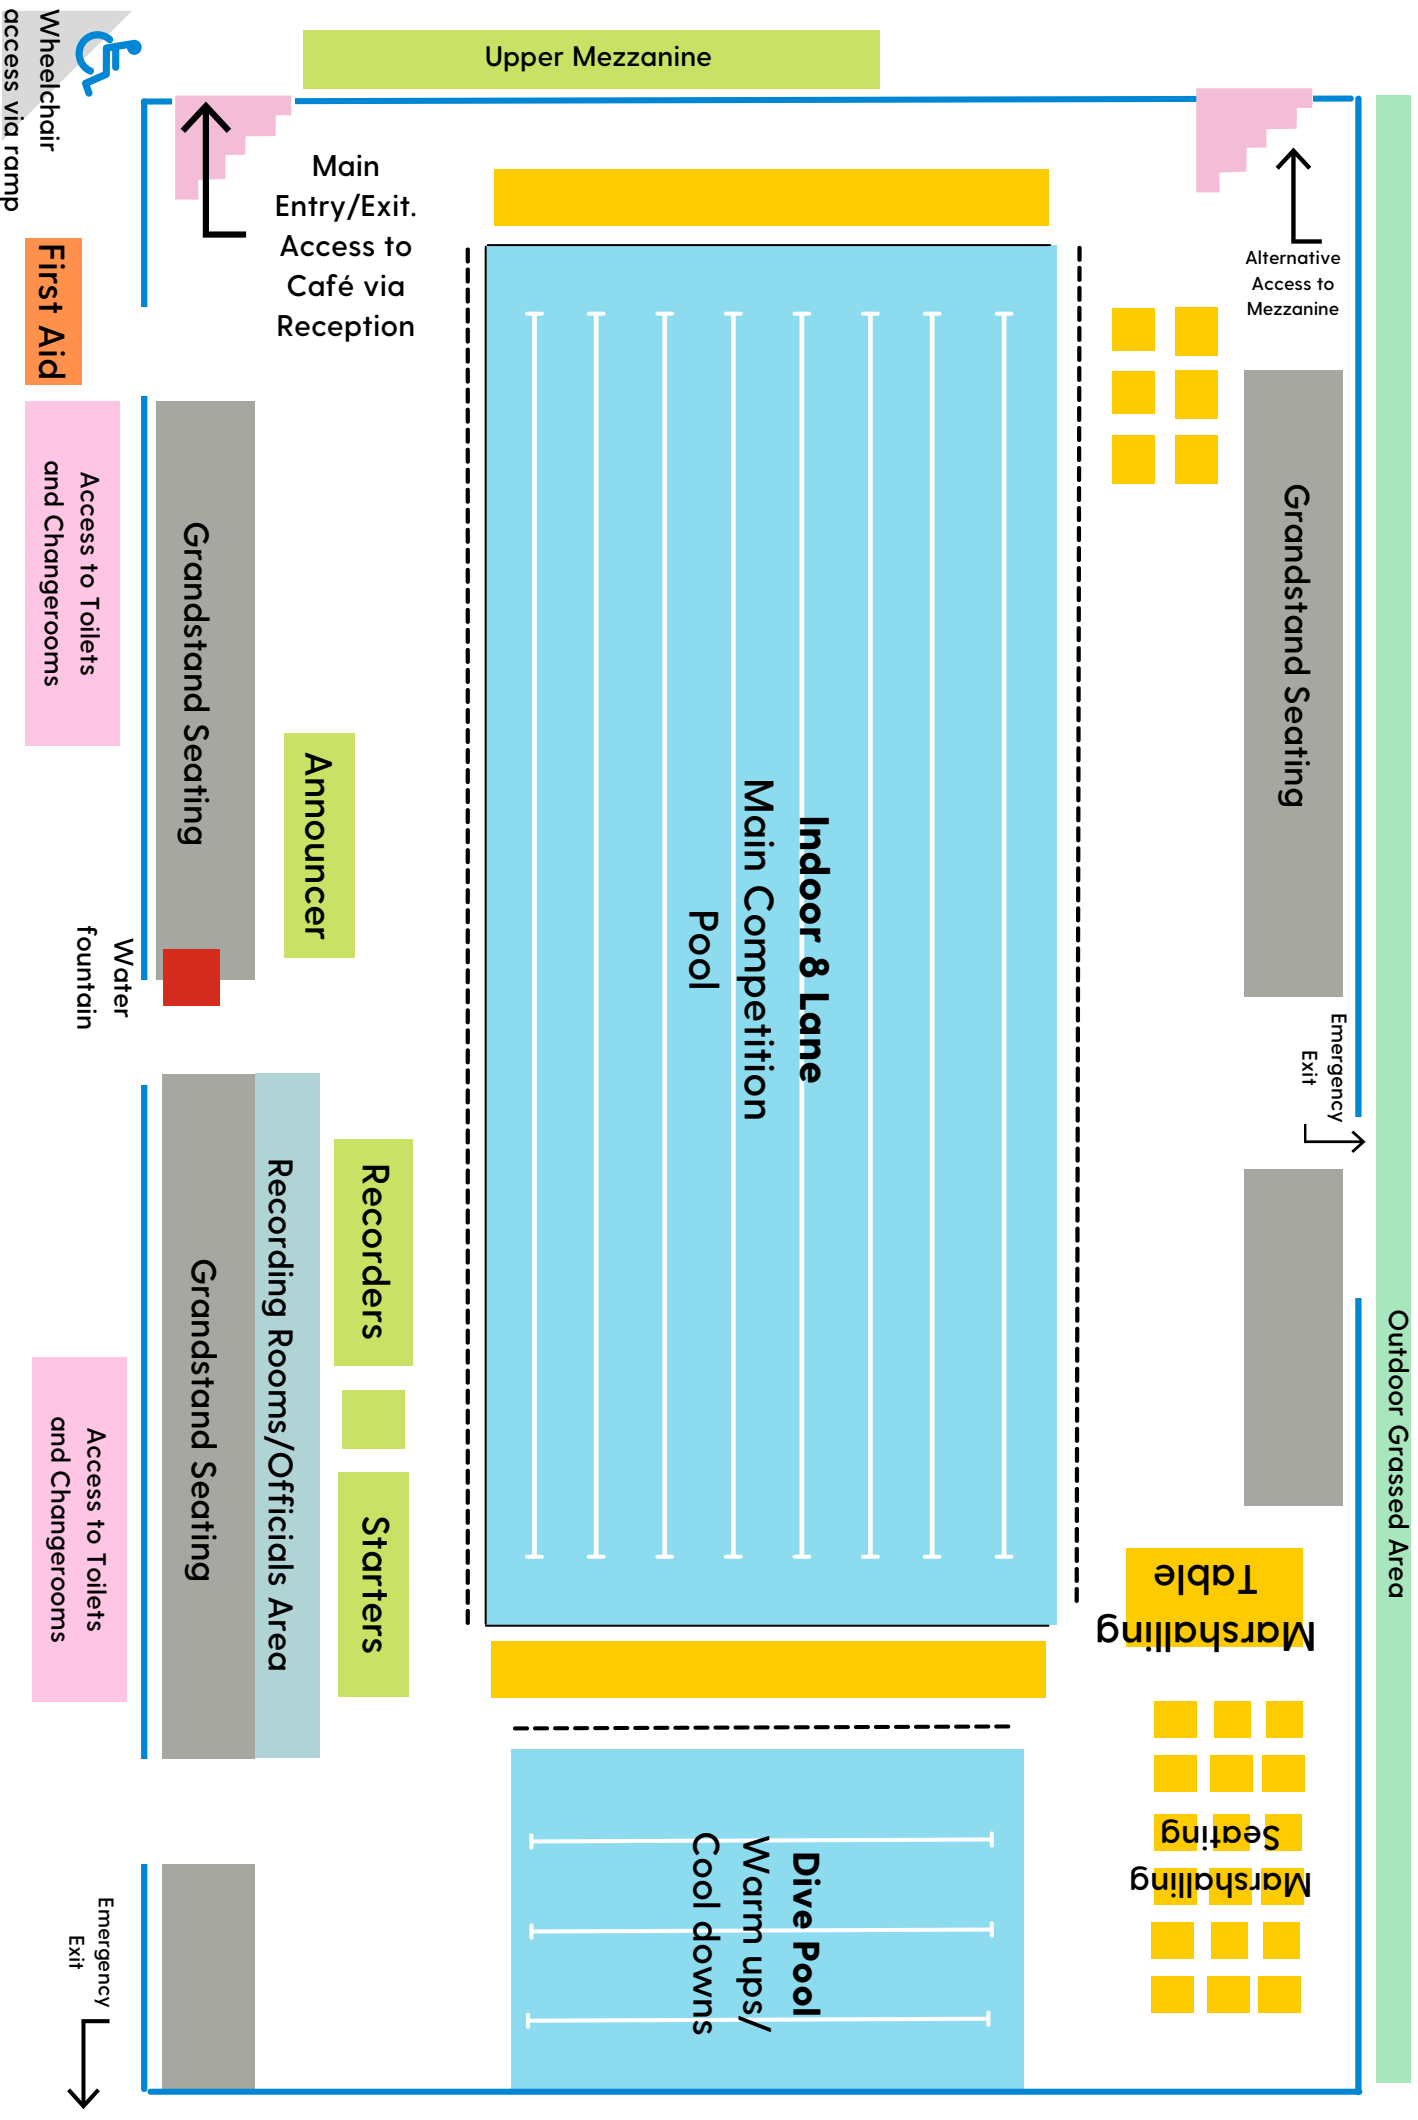 Upper Mezzanine
Wheelchair
access via ramp
Main
Entry/Exit.
Access to
Café via
Reception
Alternative
Access to
Mezzanine
First Aid
Access to Toilets
and Changerooms
Grandstand Seating
Announcer
Water
fountain
Indoor 8 Lane
Main Competition
Pool
Grandstand Seating
Emergency
Exit
Outdoor Grassed Area
Recorders
Recording Rooms/Officials Area
Grandstand Seating
Starters
Access to Toilets
and Changerooms
Marshalling
Table
Marshalling
Seating
Dive Pool
Warm ups/
Cool downs
Emergency
Exit